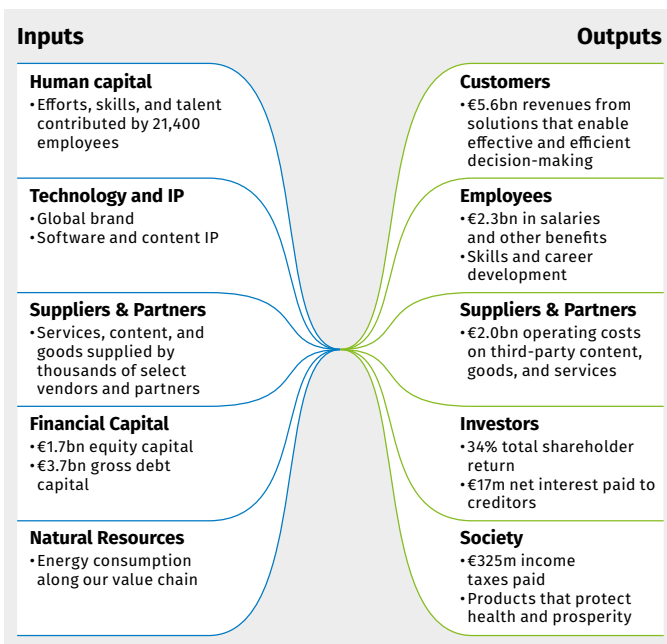 Inputs
Human capital
• Efforts, skills, and talent
contributed by 21,400
employees
Technology and IP
• Global brand
• Software and content IP
Suppliers & Partners
• Services, content, and
goods supplied by
thousands of select
vendors and partners
Financial Capital
• €1.7bn equity capital
• €3.7bn gross debt
capital
Natural Resources
• Energy consumption
along our value chain
Outputs
Customers
• €5.6bn revenues from
solutions that enable
effective and efficient
decision-making
Employees
• €2.3bn in salaries
and other benefits
• Skills and career
development
Suppliers & Partners
• €2.0bn operating costs
on third-party content,
goods, and services
Investors
• 34% total shareholder
return
• €17m net interest paid to
creditors
Society
• €325m income
taxes paid
• Products that protect
health and prosperity